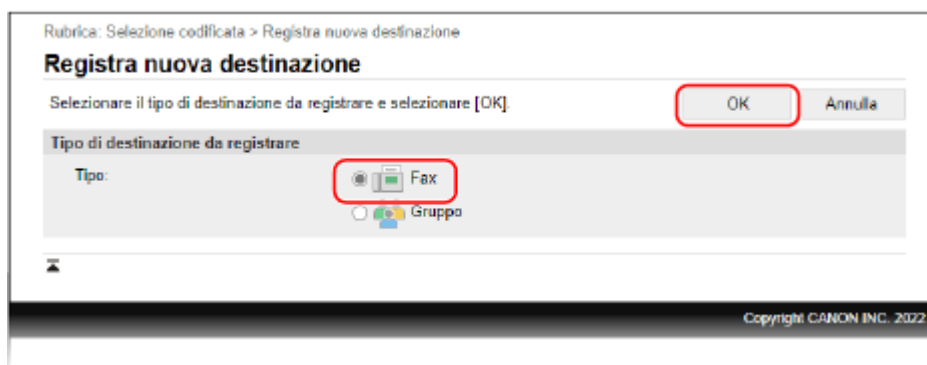 Rubrica: Selezione codificata > Registra nuova destinazione
Registra nuova destinazione
Selezionare il tipo di destinazione da registrare e selezionare [OK].
OK
Annulla
Tipo di destinazione da registrare
Tipo:
Fax
Gruppo
Copyright CANON INC. 2022